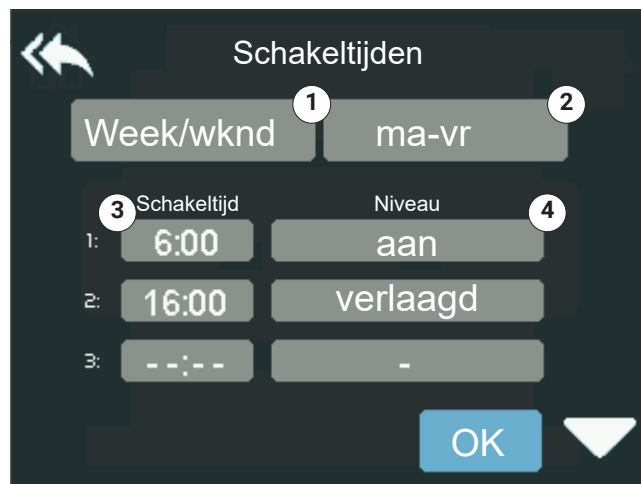 Schakeltijden
1 2
Week/wknd ma-vr
3 Schakeltijd Niveau 4
1: 6:00 aan
2: 16:00 verlaagd
3: --:-- -
OK